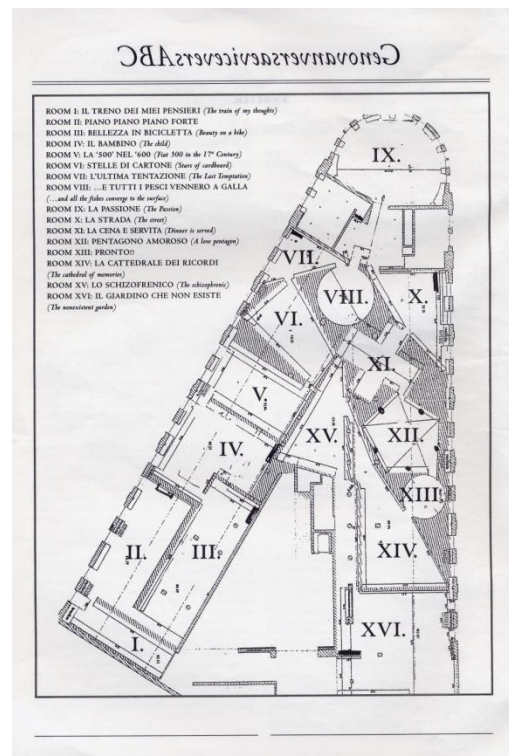 GenovanversaeviceversABC
ROOM I: IL TRENO DEI MIEI PENSIERI (The train of my thoughts)
ROOM II: PIANO PIANO PIANO FORTE
ROOM III: BELLEZZA IN BICICLETTA (Beauty on a bike)
ROOM IV: IL BAMBINO (The child)
ROOM V: LA '500' NEL '600 (Fiat 500 in the 17th Century)
ROOM VI: STELLE DI CARTONE (Stars of cardboard)
ROOM VII: L'ULTIMA TENTAZIONE (The Last Temptation)
ROOM VIII: ...E TUTTI I PESCI VENNERO A GALLA
(...and all the fishes converge to the surface)
ROOM IX: LA PASSIONE (The Passion)
ROOM X: LA STRADA (The street)
ROOM XI: LA CENA E SERVITA (Dinner is served)
ROOM XII: PENTAGONO AMOROSO (A love pentagon)
ROOM XIII: PRONTO!!
ROOM XIV: LA CATTEDRALE DEI RICORDI
(The cathedral of memories)
ROOM XV: LO SCHIZOFRENICO (The schizophrenic)
ROOM XVI: IL GIARDINO CHE NON ESISTE
(The nonexistent garden)
IX.
VII.
VIII.
X.
VI.
XI.
V.
XV.
XII.
IV.
XIII.
II.
III.
XIV.
I.
XVI.